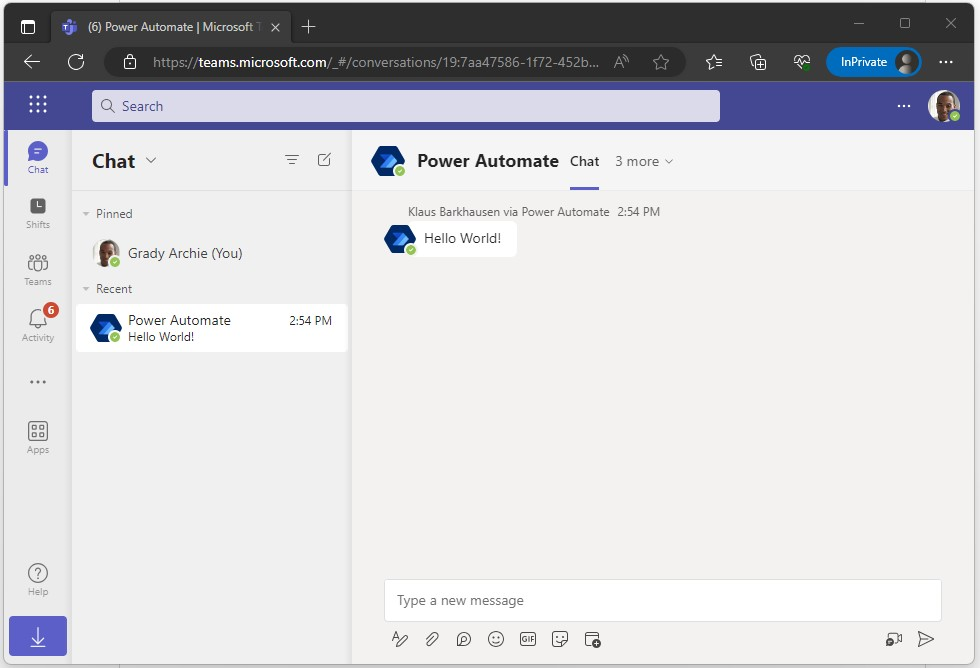 (6) Power Automate | Microsoft T
https://teams.microsoft.com/_#/conversations/19:7aa47586-1f72-452b...
InPrivate
Search
Chat
Shifts
Teams
6
Activity
Apps
Help
Chat
Pinned
Grady Archie (You)
Recent
Power Automate 2:54 PM
Hello World!
Power Automate Chat 3 more
Klaus Barkhausen via Power Automate 2:54 PM
Hello World!
Type a new message
GIF